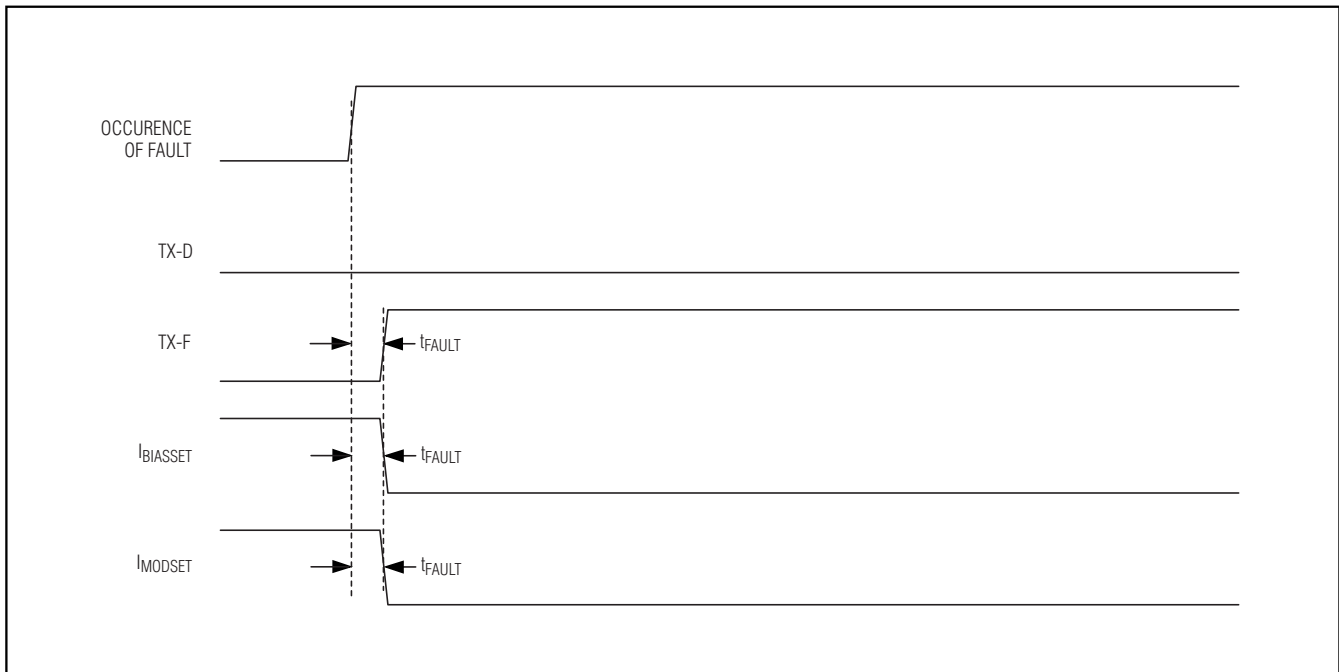 OCCURENCE
OF FAULT
TX-D
TX-F
tFAULT
IBIASSET
tFAULT
IMODSET
tFAULT